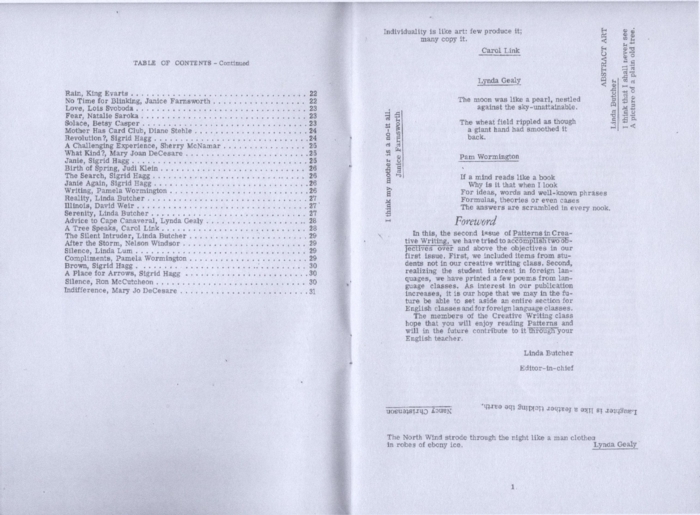 TABLE OF CONTENTS - Continued
Rain, King Evarts . . . 22
No Time for Blinking, Janice Farnsworth . . . 22
Love, Lois Svoboda . . . 23
Fear, Natalie Saroka . . . 23
Solace, Betsy Casper . . . 23
Mother Has Card Club, Diane Stehle . . . 24
Revolution?, Sigrid Hagg . . . 24
A Challenging Experience, Sherry McNamar . . . 25
What Kind?, Mary Joan DeCesare . . . 25
Janie, Sigrid Hagg . . . 25
Birth of Spring, Judi Klein . . . 26
The Search, Sigrid Hagg . . . 26
Janie Again, Sigrid Hagg . . . 26
Writing, Pamela Wormington . . . 26
Reality, Linda Butcher . . . 27
Illinois, David Weir . . . 27
Serenity, Linda Butcher . . . 27
Advice to Cape Canaveral, Lynda Gealy . . . 28
A Tree Speaks, Carol Link . . . 28
The Silent Intruder, Linda Butcher . . . 29
After the Storm, Nelson Windsor . . . 29
Silence, Linda Lum . . . 29
Compliments, Pamela Wormington . . . 29
Brown, Sigrid Hagg . . . 30
A Place for Arrows, Sigrid Hagg . . . 30
Silence, Ron McCutcheon . . . 30
Indifference, Mary Jo DeCesare . . . 31
Individuality is like art: few produce it;
many copy it.
Carol Link
ABSTRACT ART
Linda Butcher
I think that I shall never see
A picture of a plain old tree.
Lynda Gealy
The moon was like a pearl, nestled
against the sky-unattainable.
The wheat field rippled as though
a giant hand had smoothed it
back.
I think my mother is a no-it all.
Janice Farnsworth
Pam Wormington
If a mind reads like a book
Why is it that when I look
For ideas, words and well-known phrases
Formulas, theories or even cases
The answers are scrambled in every nook.
Foreword
In this, the second issue of Patterns in Crea-
tive Writing, we have tried to accomplish two ob-
jectives over and above the objectives in our
first issue. First, we included items from stu-
dents not in our creative writing class. Second,
realizing the student interest in foreign lan-
guages, we have printed a few poems from lan-
guage classes. As interest in our publication
increases, it is our hope that we may in the fu-
ture be able to set aside an entire section for
English classes and for foreign language classes.
The members of the Creative Writing class
hope that you will enjoy reading Patterns and
will in the future contribute to it through your
English teacher.
Linda Butcher
Editor-in-chief
Laughter is like a feather tickling the earth.
Nancy Christenson
The North Wind strode through the night like a man clothed
in robes of ebony ice.
Lynda Gealy
1